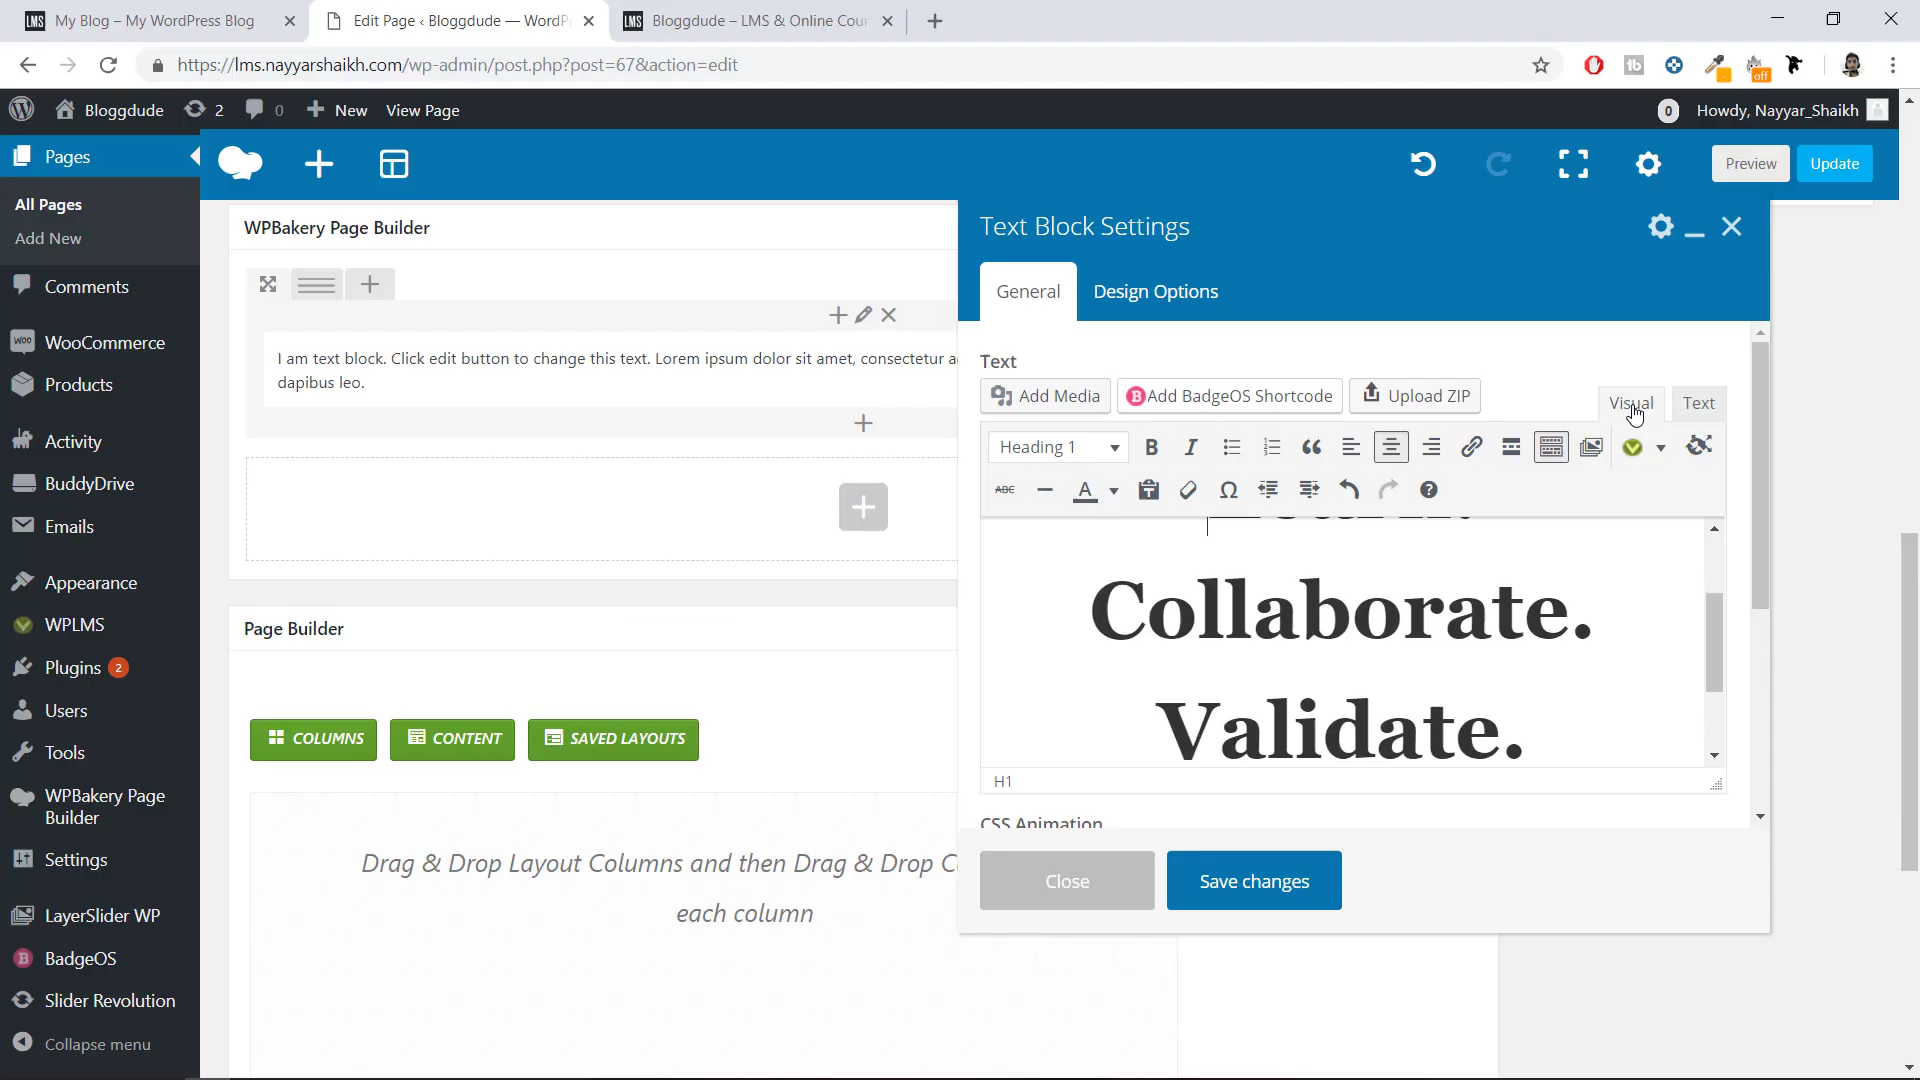 LMS My Blog – My WordPress Blog
Edit Page ‹ Bloggdude — WordP
LMS Bloggdude – LMS & Online Cour
https://lms.nayyarshaikh.com/wp-admin/post.php?post=67&action=edit
tb
off
Bloggdude 2 0 New View Page
0 Howdy, Nayyar_Shaikh
Pages
Preview
Update
All Pages
Add New
Comments
WooCommerce
Products
Activity
BuddyDrive
Emails
Appearance
WPLMS
Plugins 2
Users
Tools
WPBakery Page
Builder
Settings
LayerSlider WP
BadgeOS
Slider Revolution
Collapse menu
WPBakery Page Builder
I am text block. Click edit button to change this text. Lorem ipsum dolor sit amet, consectetur a
dapibus leo.
Page Builder
COLUMNS
CONTENT
SAVED LAYOUTS
Drag & Drop Layout Columns and then Drag & Drop C
each column
Text Block Settings
General
Design Options
Text
Add Media
Add BadgeOS Shortcode
Upload ZIP
Visual
Text
Heading 1
B I
ABC A Ω
Collaborate.
Validate.
H1
CSS Animation
Close
Save changes